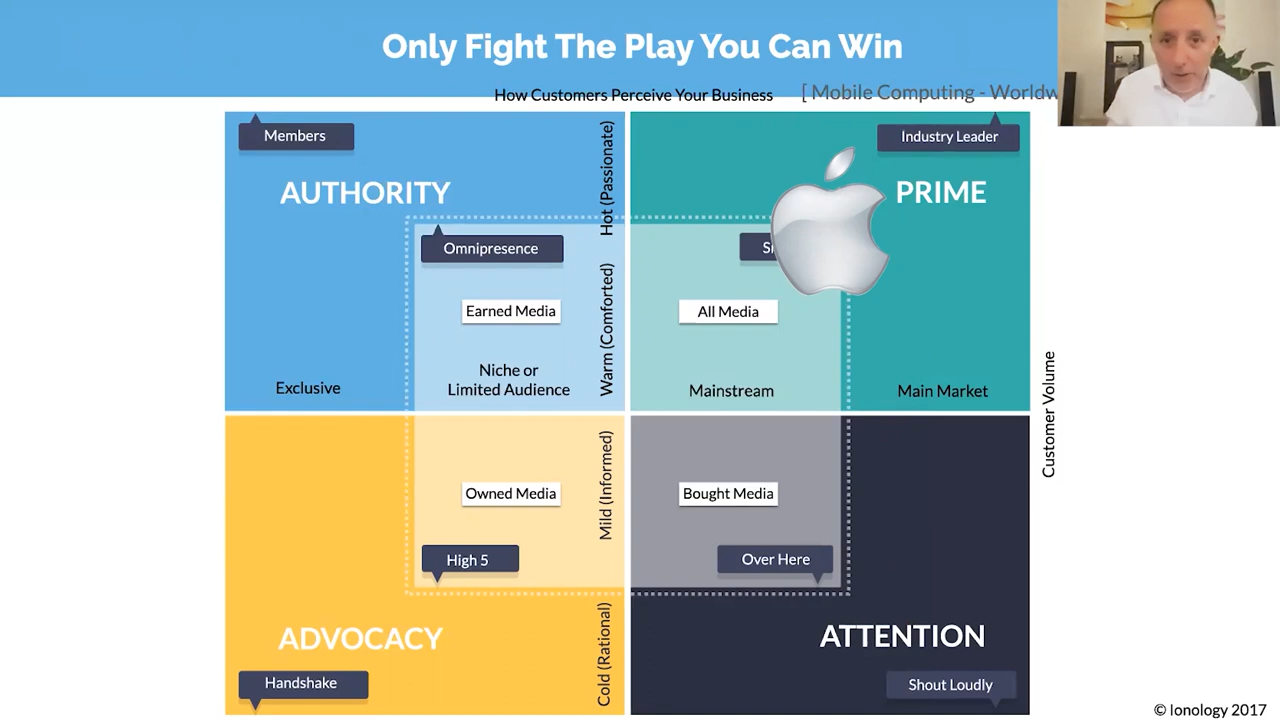 Only Fight The Play You Can Win
How Customers Perceive Your Business
[ Mobile Computing -
Members
Industry Leader
AUTHORITY
PRIME
Hot (Passionate)
Omnipresence
Earned Media
All Media
Warm (Comforted)
Niche or
Limited Audience
Exclusive
Mainstream
Main Market
Customer Volume
Mild (Informed)
Owned Media
Bought Media
High 5
Over Here
Cold (Rational)
ADVOCACY
ATTENTION
Handshake
Shout Loudly
© Ionology 2017